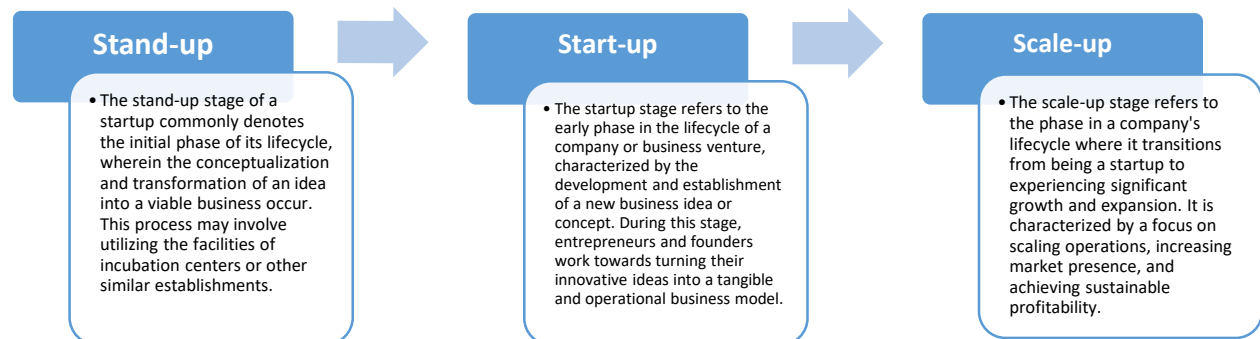 Stand-up
• The stand-up stage of a
startup commonly denotes
the initial phase of its lifecycle,
wherein the conceptualization
and transformation of an idea
into a viable business occur.
This process may involve
utilizing the facilities of
incubation centers or other
similar establishments.
Start-up
• The startup stage refers to the
early phase in the lifecycle of a
company or business venture,
characterized by the
development and establishment
of a new business idea or
concept. During this stage,
entrepreneurs and founders
work towards turning their
innovative ideas into a tangible
and operational business model.
Scale-up
• The scale-up stage refers to
the phase in a company's
lifecycle where it transitions
from being a startup to
experiencing significant
growth and expansion. It is
characterized by a focus on
scaling operations, increasing
market presence, and
achieving sustainable
profitability.